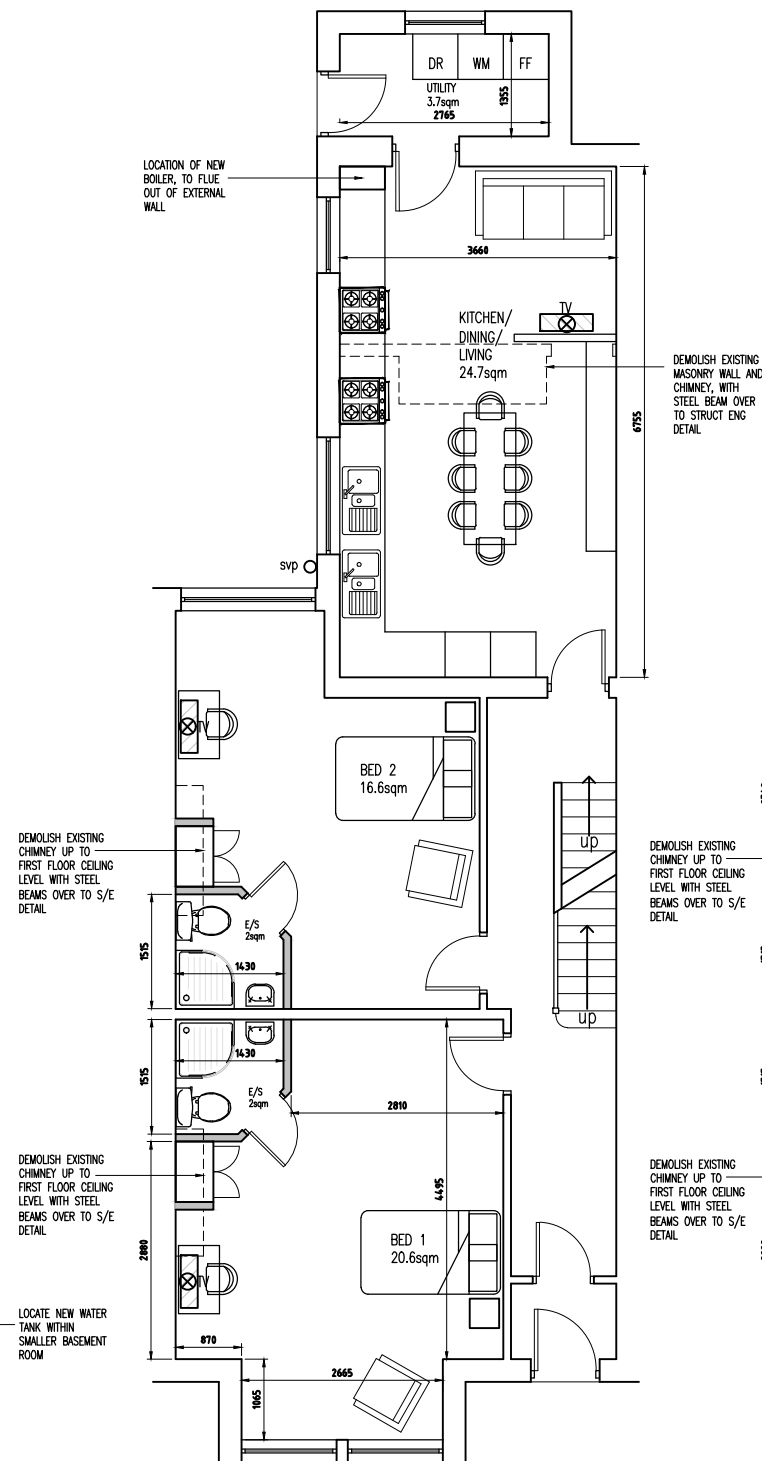 DR
WM
FF
UTILITY
3.7sqm
2765
1355
LOCATION OF NEW
BOILER, TO FLUE
OUT OF EXTERNAL
WALL
3660
TV
KITCHEN/
DINING/
LIVING
24.7sqm
DEMOLISH EXISTING
MASONRY WALL AND
CHIMNEY, WITH
STEEL BEAM OVER
TO STRUCT ENG
DETAIL
6755
svp
TV
BED 2
16.6sqm
up
DEMOLISH EXISTING
CHIMNEY UP TO
FIRST FLOOR CEILING
LEVEL WITH STEEL
BEAMS OVER TO S/E
DETAIL
DEMOLISH EXISTING
CHIMNEY UP TO
FIRST FLOOR CEILING
LEVEL WITH STEEL
BEAMS OVER TO S/E
DETAIL
E/S
2sqm
1515
1430
up
1515
1430
E/S
2sqm
2810
DEMOLISH EXISTING
CHIMNEY UP TO
FIRST FLOOR CEILING
LEVEL WITH STEEL
BEAMS OVER TO S/E
DETAIL
DEMOLISH EXISTING
CHIMNEY UP TO
FIRST FLOOR CEILING
LEVEL WITH STEEL
BEAMS OVER TO S/E
DETAIL
4495
2880
BED 1
20.6sqm
TV
LOCATE NEW WATER
TANK WITHIN
SMALLER BASEMENT
ROOM
870
2665
1065